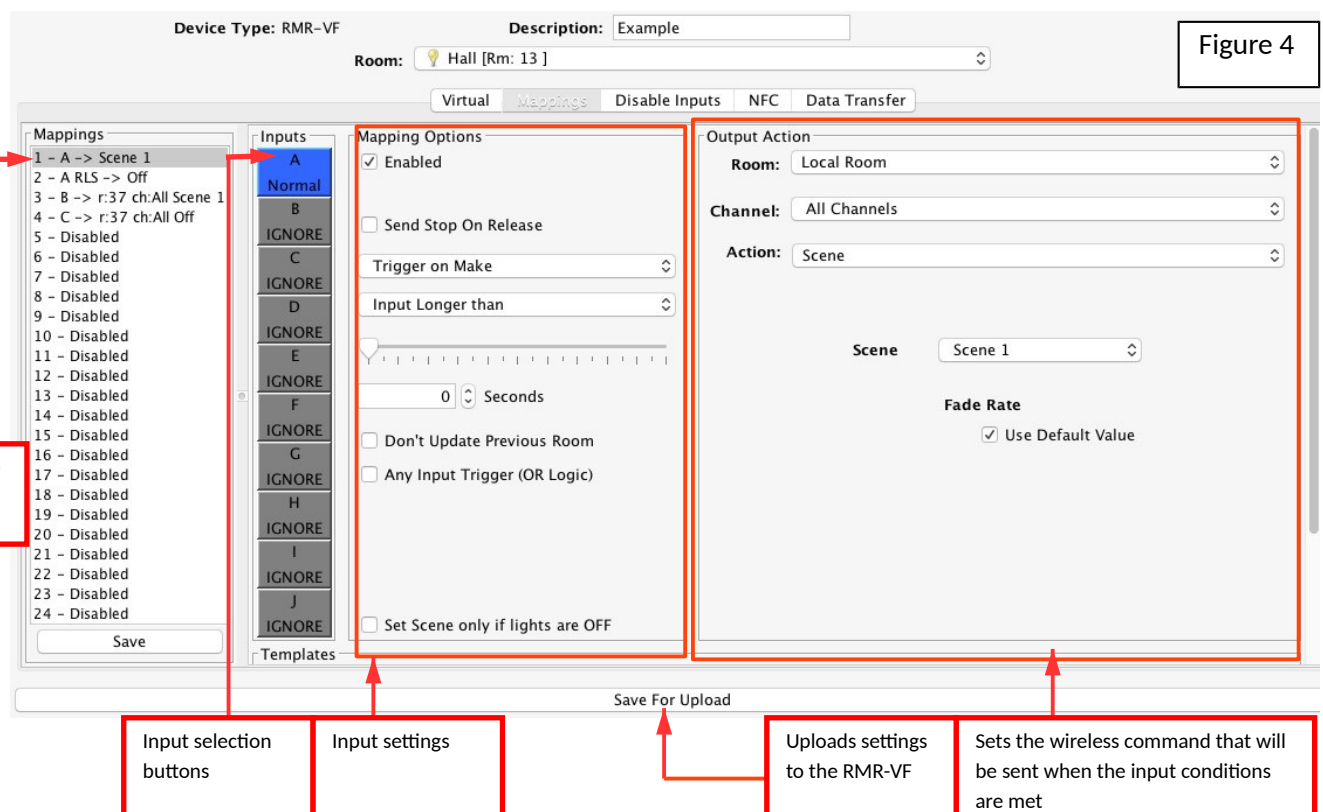 Device Type: RMR-VF
Description: Example
Figure 4
Room: Hall [Rm: 13 ]
Virtual Mappings Disable Inputs NFC Data Transfer
Mappings
1 - A -> Scene 1
2 - A RLS -> Off
3 - B -> r:37 ch:All Scene 1
4 - C -> r:37 ch:All Off
5 - Disabled
6 - Disabled
7 - Disabled
8 - Disabled
9 - Disabled
10 - Disabled
11 - Disabled
12 - Disabled
13 - Disabled
14 - Disabled
15 - Disabled
16 - Disabled
17 - Disabled
18 - Disabled
19 - Disabled
20 - Disabled
21 - Disabled
22 - Disabled
23 - Disabled
24 - Disabled
Save
Inputs
A
Normal
B
IGNORE
C
IGNORE
D
IGNORE
E
IGNORE
F
IGNORE
G
IGNORE
H
IGNORE
I
IGNORE
J
IGNORE
Templates
Mapping Options
Enabled
Send Stop On Release
Trigger on Make
Input Longer than
0 Seconds
Don't Update Previous Room
Any Input Trigger (OR Logic)
Set Scene only if lights are OFF
Output Action
Room: Local Room
Channel: All Channels
Action: Scene
Scene Scene 1
Fade Rate
Use Default Value
Save For Upload
Input selection
buttons
Input settings
Uploads settings
to the RMR-VF
Sets the wireless command that will
be sent when the input conditions
are met